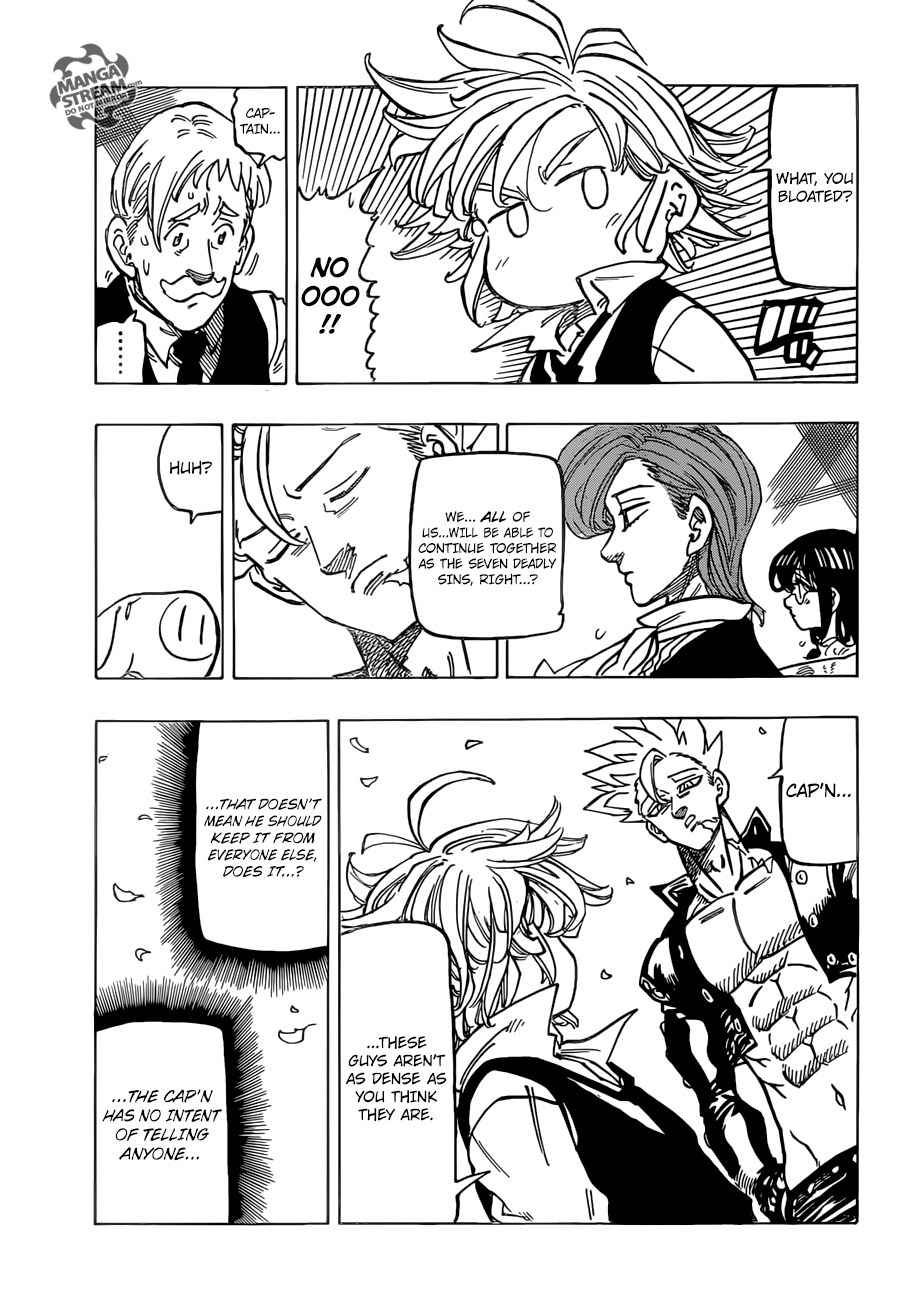 MANGA
STREAM.com
DO NOT MIRROR
WHAT, YOU
BLOATED?
NO
OOO
!!
CAP-
TAIN...
WE... ALL OF
US...WILL BE ABLE TO
CONTINUE TOGETHER
AS THE SEVEN DEADLY
SINS, RIGHT...?
HUH?
CAP'N...
...THESE
GUYS AREN'T
AS DENSE AS
YOU THINK
THEY ARE.
...THAT DOESN'T
MEAN HE SHOULD
KEEP IT FROM
EVERYONE ELSE,
DOES IT...?
...THE CAP'N
HAS NO INTENT
OF TELLING
ANYONE...